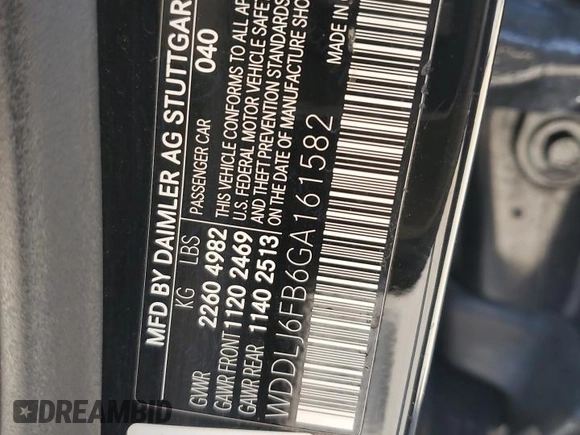 MFD BY DAIMLER AG STUTTGAR
040
KG LBS PASSENGER CAR
GVWR 2260 4982 THIS VEHICLE CONFORMS TO ALL AP
GAWR FRONT 1120 2469 U.S. FEDERAL MOTOR VEHICLE SAFE
GAWR REAR 1140 2513 AND THEFT PREVENTION STANDARDS
ON THE DATE OF MANUFACTURE SHO
WDDLJ6FB6GA161582 MADE IN
DREAMBID